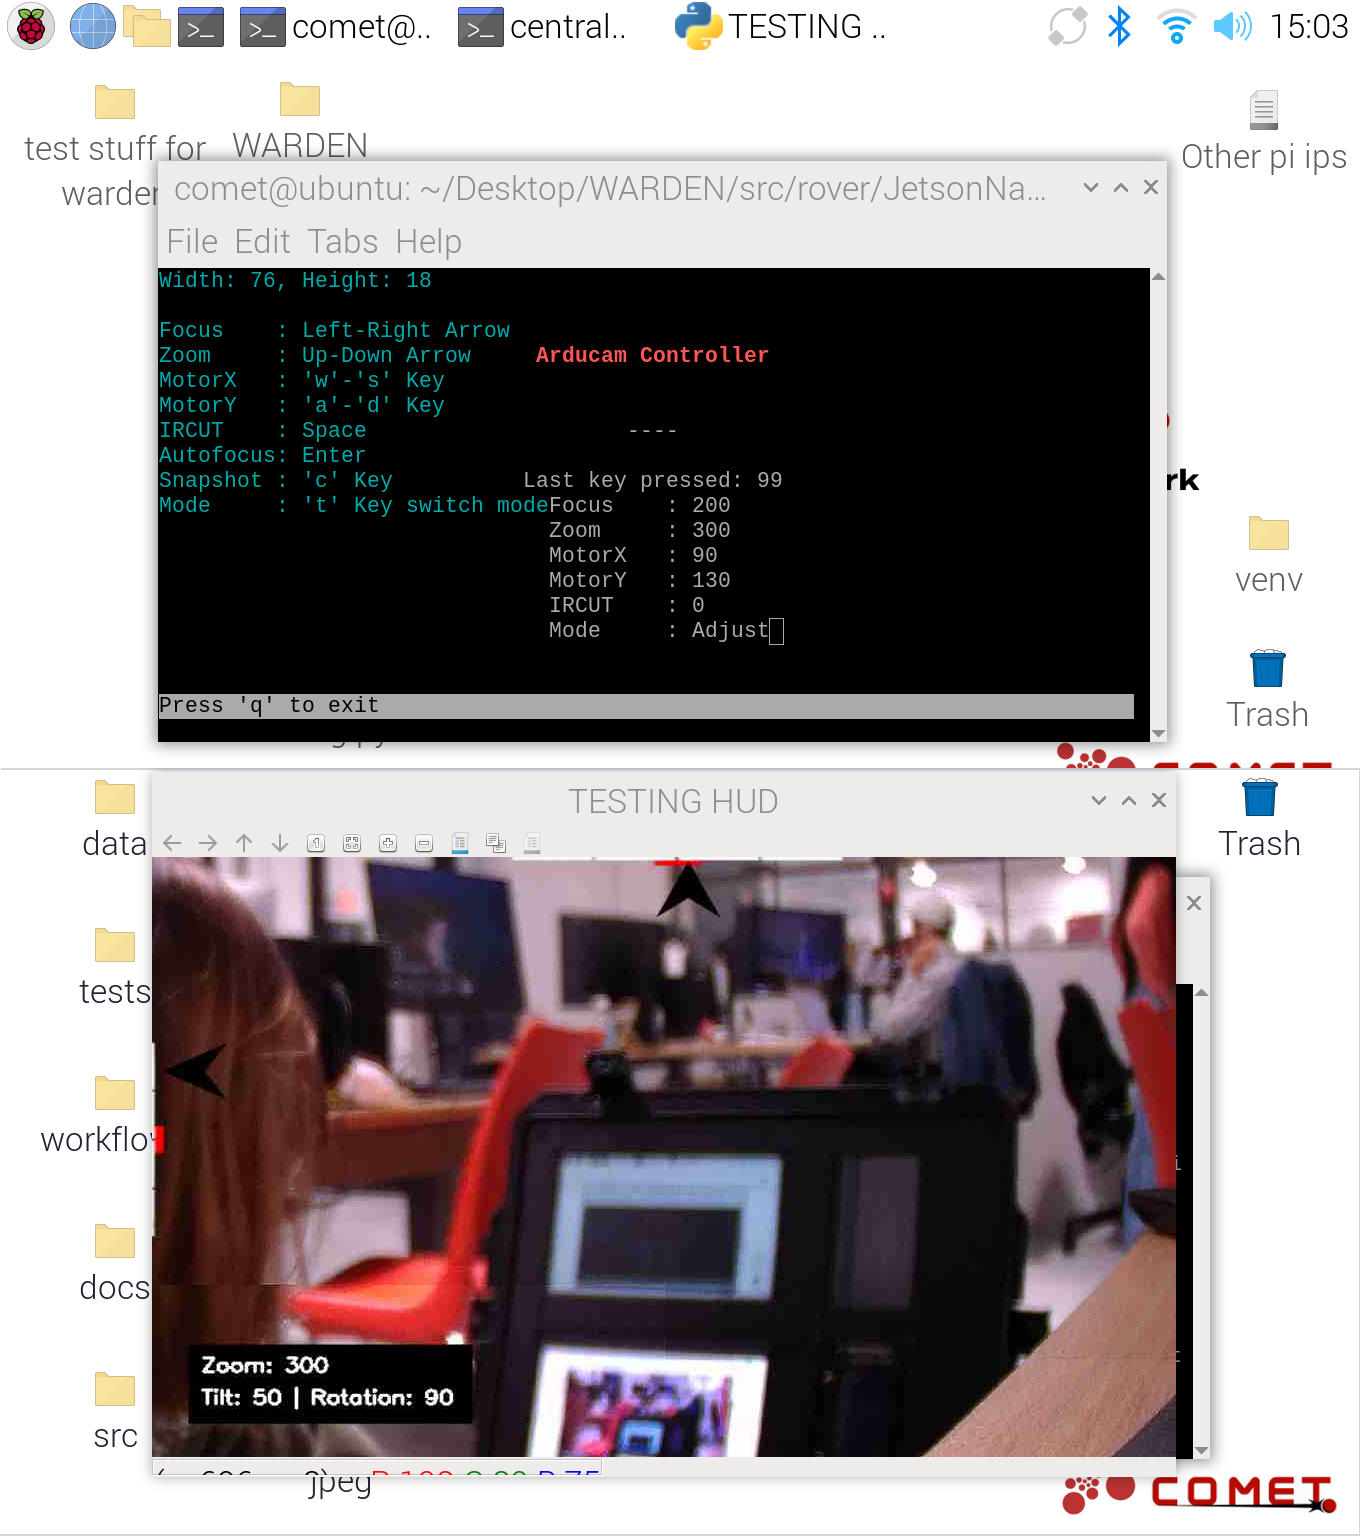 comet@.. central.. TESTING .. 15:03
test stuff for
warden
WARDEN
Other pi ips
comet@ubuntu: ~/Desktop/WARDEN/src/rover/JetsonNa...
File Edit Tabs Help
Width: 76, Height: 18
Focus    : Left-Right Arrow
Zoom     : Up-Down Arrow     Arducam Controller
MotorX   : 'w'-'s' Key
MotorY   : 'a'-'d' Key
IRCUT    : Space                    ----
Autofocus: Enter
Snapshot : 'c' Key          Last key pressed: 99
Mode     : 't' Key switch modeFocus    : 200
Zoom     : 300
MotorX   : 90
MotorY   : 130
IRCUT    : 0
Mode     : Adjust
Press 'q' to exit
rk
venv
Trash
COMET
data
tests
workflow
docs
src
TESTING HUD
Trash
Zoom: 300
Tilt: 50 | Rotation: 90
jpeg
COMET